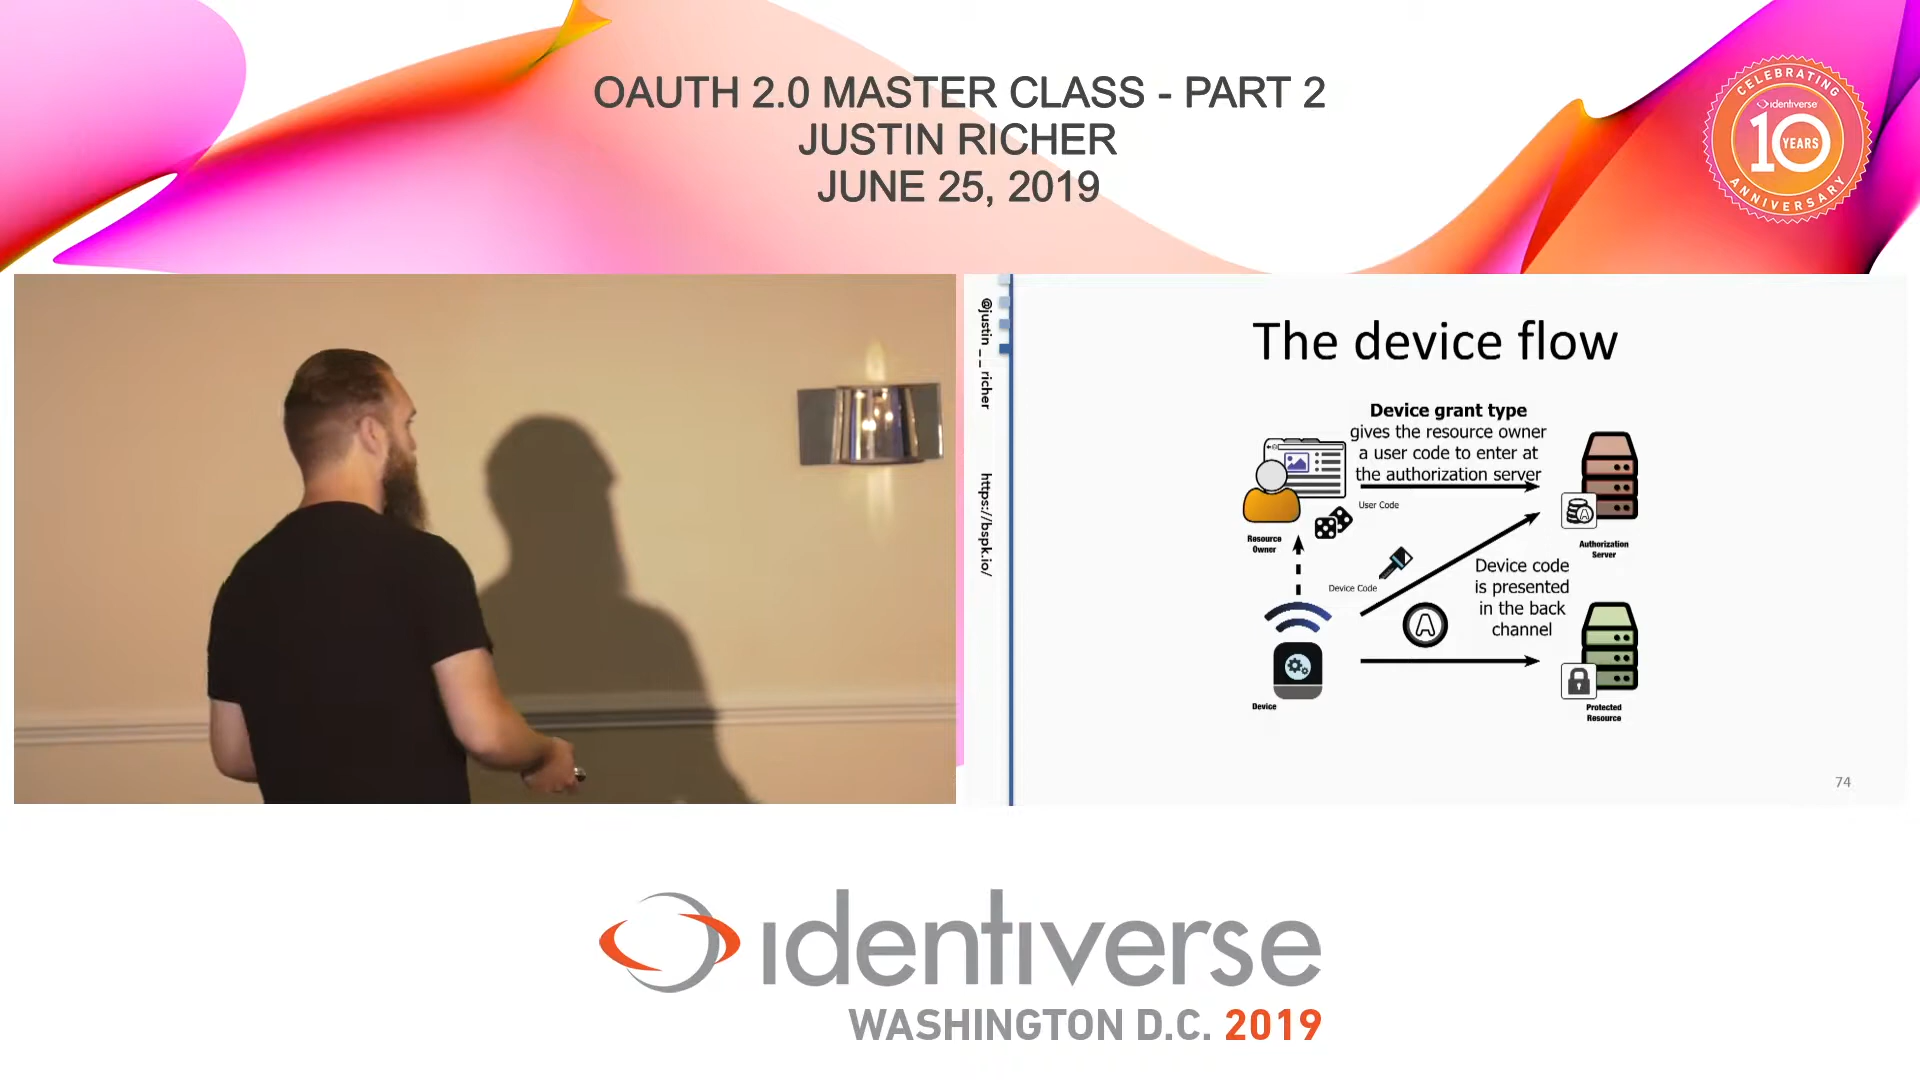 OAUTH 2.0 MASTER CLASS - PART 2
JUSTIN RICHER
JUNE 25, 2019
CELEBRATING
identiverse
10
YEARS
ANNIVERSARY
@justin__richer
https://bspk.io/
The device flow
Device grant type
gives the resource owner
a user code to enter at
the authorization server
User Code
Resource
Owner
Authorization
Server
Device Code
Device code
is presented
in the back
channel
A
A
Device
Protected
Resource
74
identiverse
WASHINGTON D.C. 2019